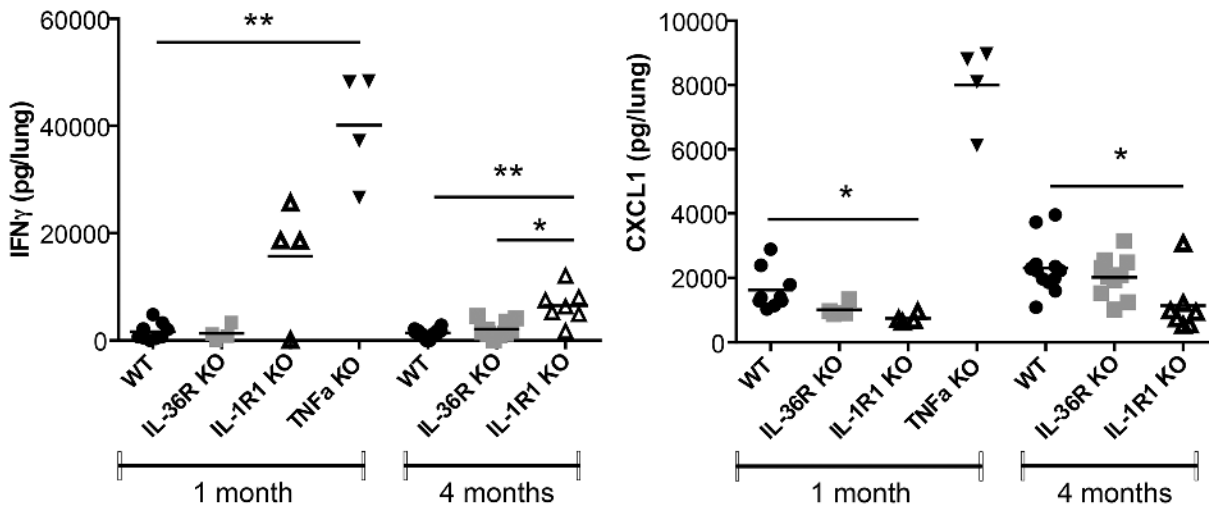 IFNγ (pg/lung)
60000
40000
20000
0
**
**
*
WT
IL-36R KO
IL-1R1 KO
TNFa KO
WT
IL-36R KO
IL-1R1 KO
1 month
4 months
CXCL1 (pg/lung)
10000
8000
6000
4000
2000
0
*
*
WT
IL-36R KO
IL-1R1 KO
TNFa KO
WT
IL-36R KO
IL-1R1 KO
1 month
4 months